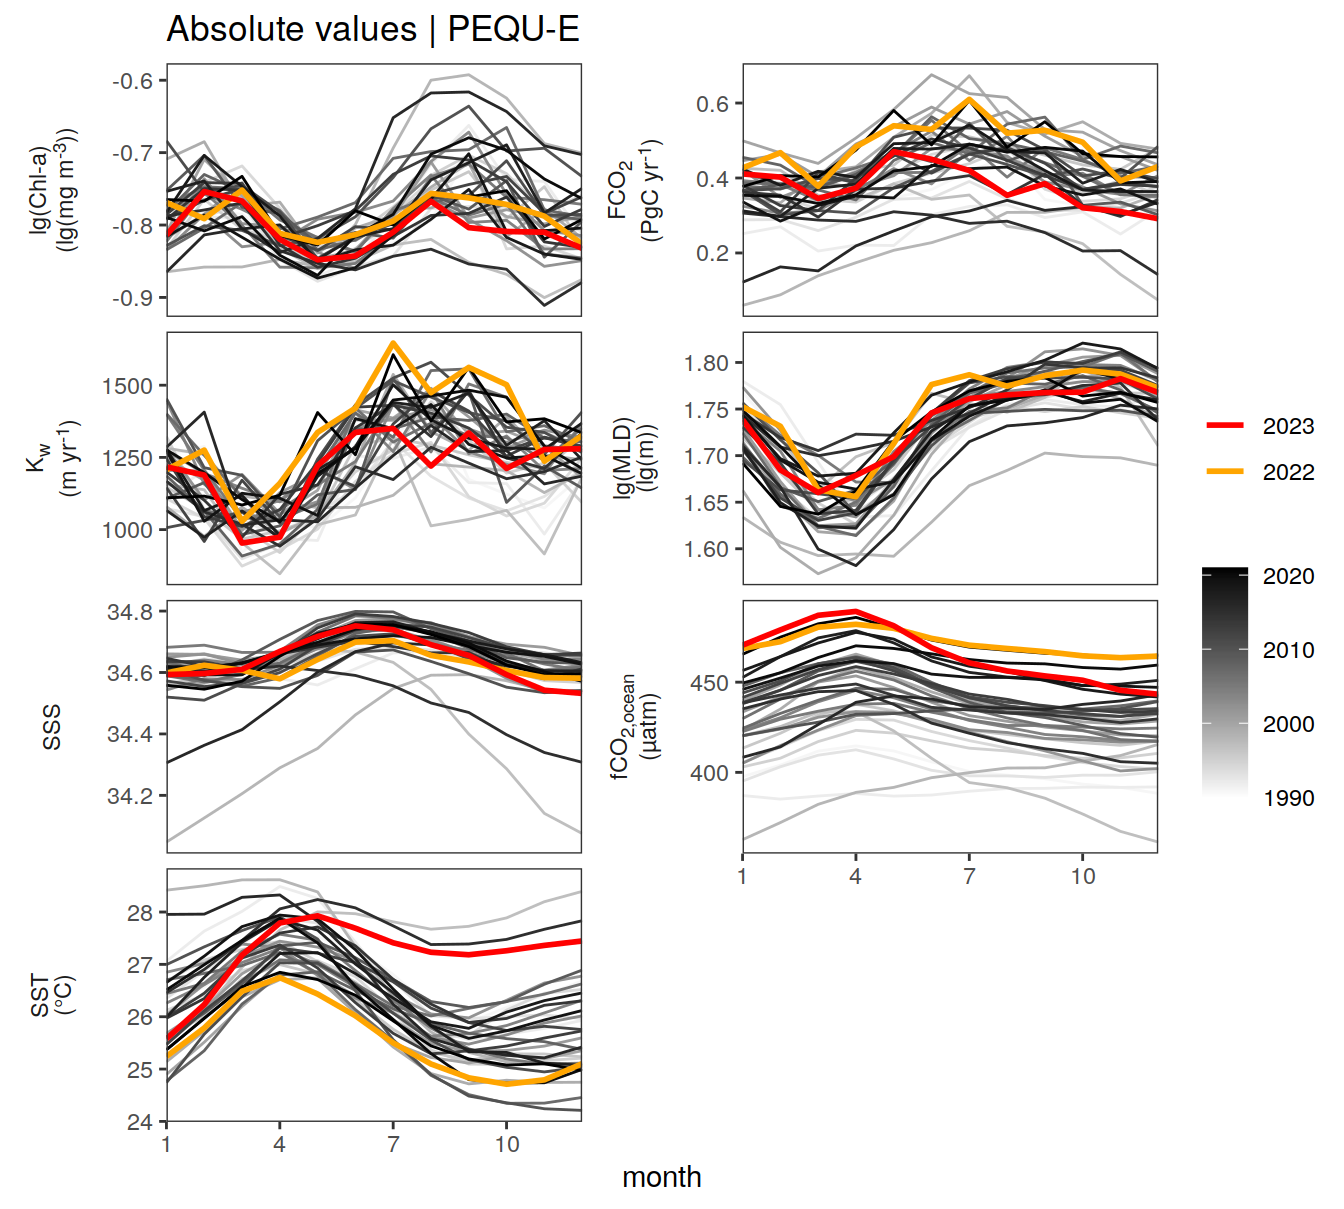 Absolute values | PEQU-E
lg(Chl-a)
(lg(mg m⁻³))
-0.6
-0.7
-0.8
-0.9
FCO₂
(PgC yr⁻¹)
0.6
0.4
0.2
K_w
(m yr⁻¹)
1500
1250
1000
lg(MLD)
(lg(m))
1.80
1.75
1.70
1.65
1.60
SSS
34.8
34.6
34.4
34.2
fCO₂,ocean
(µatm)
450
400
1
4
7
10
SST
(°C)
28
27
26
25
24
1
4
7
10
month
2023
2022
2020
2010
2000
1990